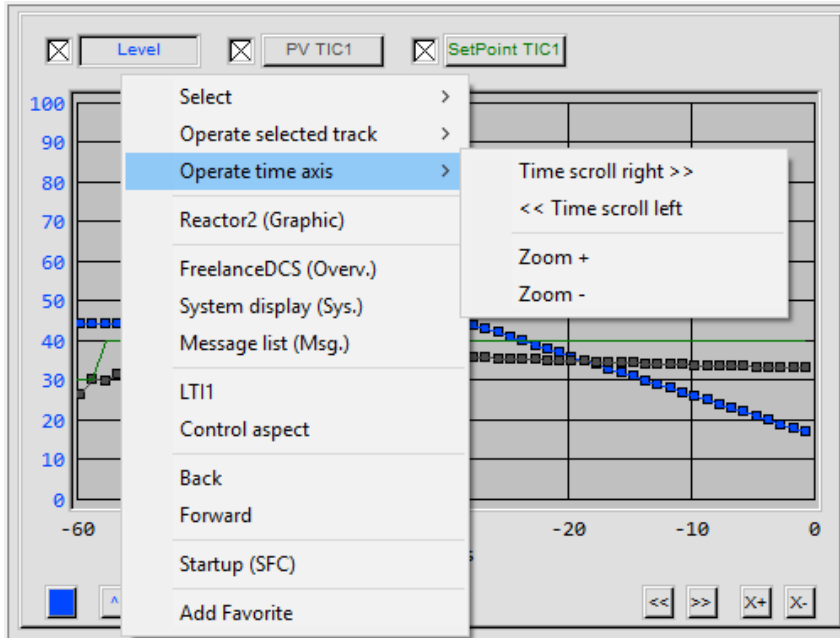 Level PV TIC1 SetPoint TIC1
100
90
80
70
60
50
40
30
20
10
0
Select >
Operate selected track >
Operate time axis >
Reactor2 (Graphic)
FreelanceDCS (Overv.)
System display (Sys.)
Message list (Msg.)
LTI1
Control aspect
Back
Forward
Startup (SFC)
Add Favorite
Time scroll right >>
<< Time scroll left
Zoom +
Zoom -
-60 -20 -10 0
s
^ << >> X+ X-